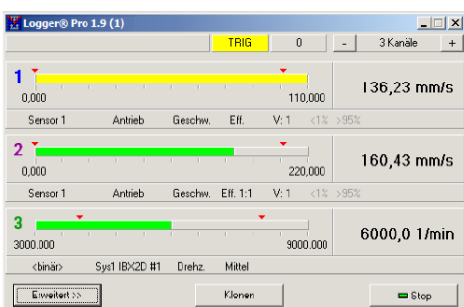 Logger® Pro 1.9 (1)
TRIG 0 - 3 Kanäle +
1 136,23 mm/s
0,000 110,000
Sensor 1 Antrieb Geschw. Eff. V: 1 <1% >95%
2 160,43 mm/s
0,000 220,000
Sensor 1 Antrieb Geschw. Eff. 1:1 V: 1 <1% >95%
3 6000,0 1/min
3000.000 9000.000
<binär> Sys1 IBX2D #1 Drehz. Mittel
Erweitert >> Klonen Stop